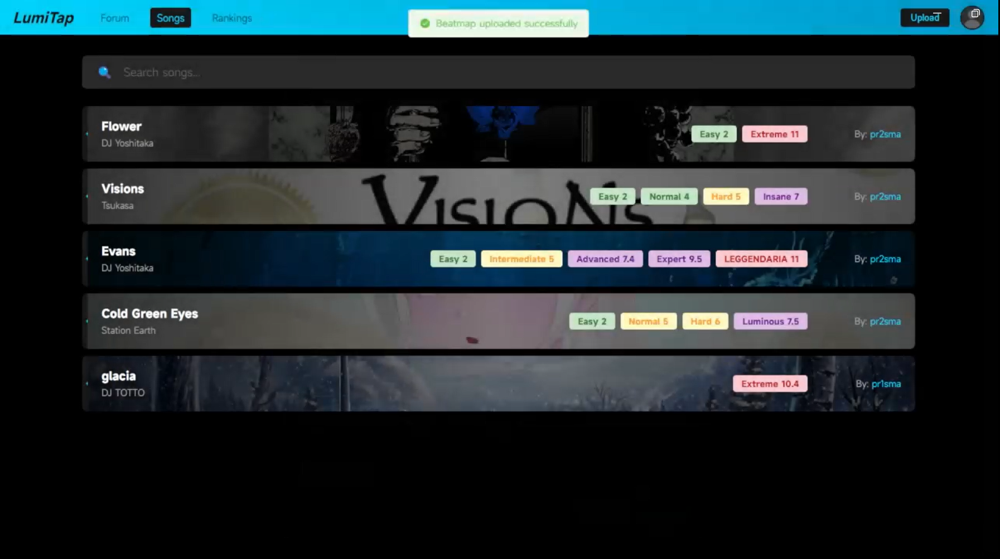 LumiTap Forum Songs Rankings Upload
Beatmap uploaded successfully
Search songs...
Flower
DJ Yoshitaka
Easy 2 Extreme 11 By: pr2sma
Visions
Tsukasa
VISIONS
Easy 2 Normal 4 Hard 5 Insane 7 By: pr2sma
Evans
DJ Yoshitaka
Easy 2 Intermediate 5 Advanced 7.4 Expert 9.5 LEGGENDARIA 11 By: pr2sma
Cold Green Eyes
Station Earth
Easy 2 Normal 5 Hard 6 Luminous 7.5 By: pr2sma
glacia
DJ TOTTO
Extreme 10.4 By: pr1sma